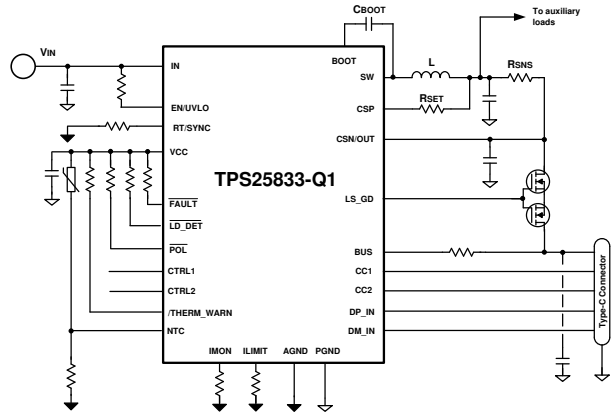 CBOOT
To auxiliary
loads
VIN
IN
BOOT
SW
L
RSNS
EN/UVLO
CSP
RSET
RT/SYNC
CSN/OUT
VCC
TPS25833-Q1
FAULT
LS_GD
LD_DET
POL
BUS
CTRL1
CC1
CTRL2
CC2
/THERM_WARN
DP_IN
NTC
DM_IN
Type-C Connector
IMON
ILIMIT
AGND
PGND